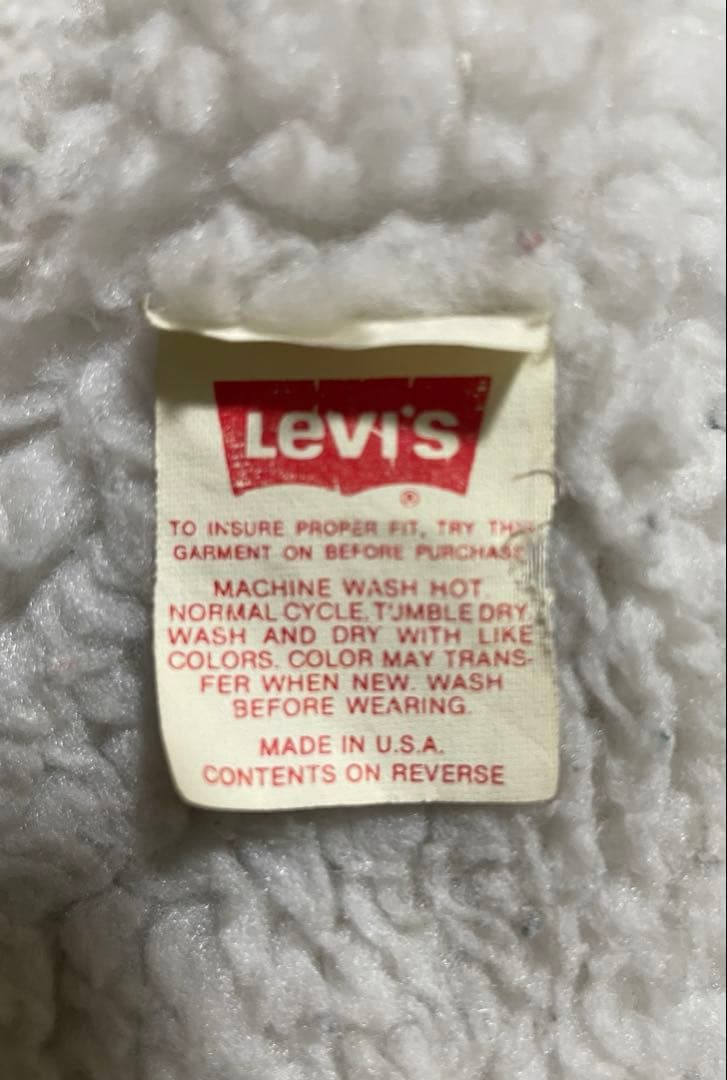 Levi's
®
TO INSURE PROPER FIT, TRY THIS
GARMENT ON BEFORE PURCHASE
MACHINE WASH HOT.
NORMAL CYCLE, TUMBLE DRY.
WASH AND DRY WITH LIKE
COLORS. COLOR MAY TRANS-
FER WHEN NEW. WASH
BEFORE WEARING.
MADE IN U.S.A.
CONTENTS ON REVERSE